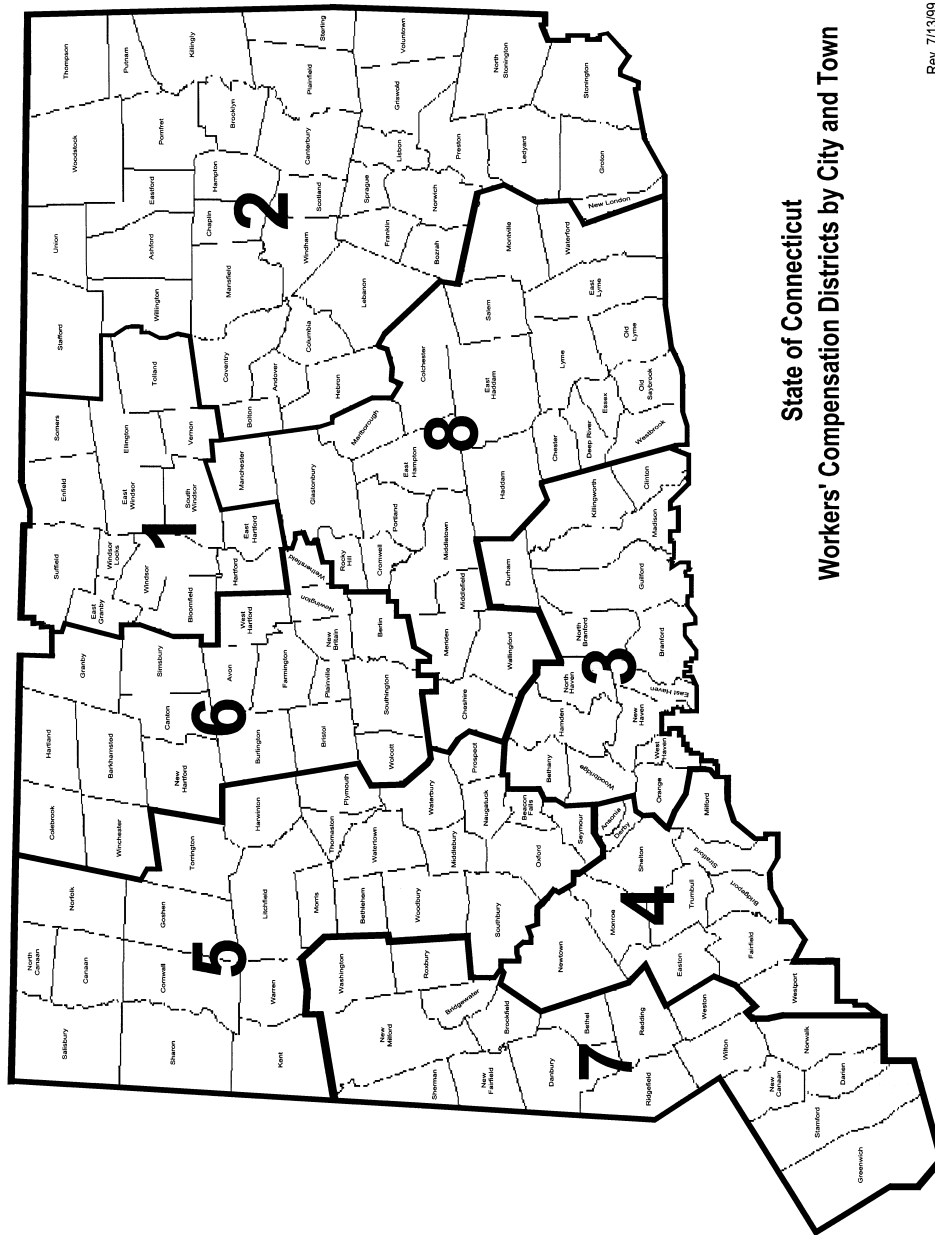 State of Connecticut
Workers' Compensation Districts by City and Town
Rev. 7/13/99
Salisbury
North
Canaan
Canaan
Norfolk
Colebrook
Hartland
Granby
East
Granby
Suffield
Enfield
Somers
Stafford
Union
Woodstock
Thompson
Sharon
Cornwall
Goshen
Winchester
Barkhamsted
Canton
Simsbury
Windsor
Locks
Windsor
Bloomfield
East
Windsor
Ellington
Tolland
Willington
Ashford
Eastford
Pomfret
Putnam
Killingly
Kent
Warren
5
Litchfield
Torrington
Harwinton
New
Hartford
6
Burlington
Avon
Farmington
West
Hartford
Hartford
East
Hartford
1
South
Windsor
Vernon
Manchester
Bolton
Coventry
Andover
Columbia
Mansfield
2
Chaplin
Hampton
Brooklyn
Windham
Scotland
Canterbury
Plainfield
Sterling
Washington
Morris
Bethlehem
Woodbury
Watertown
Thomaston
Plymouth
Bristol
Plainville
New
Britain
Newington
Wethersfield
Rocky
Hill
Glastonbury
Marlborough
Hebron
Lebanon
Franklin
Sprague
Lisbon
Griswold
Voluntown
New
Milford
Roxbury
Bridgewater
Southbury
Middlebury
Waterbury
Wolcott
Southington
Berlin
Cromwell
Portland
East
Hampton
Colchester
Bozrah
Norwich
Preston
North
Stonington
Sherman
New
Fairfield
Brookfield
Oxford
Naugatuck
Prospect
Beacon
Falls
Cheshire
Meriden
Middlefield
Middletown
8
Haddam
East
Haddam
Salem
Montville
Ledyard
Stonington
Danbury
Bethel
Newtown
Seymour
Bethany
Hamden
Wallingford
North
Haven
Durham
Killingworth
Chester
Deep River
Essex
Lyme
East
Lyme
Waterford
New London
Groton
7
Ridgefield
Redding
Monroe
4
Shelton
Ansonia
Derby
Woodbridge
3
North
Branford
Guilford
Madison
Clinton
Westbrook
Old
Saybrook
Old
Lyme
Wilton
Weston
Easton
Trumbull
Stratford
Milford
Orange
West
Haven
New
Haven
East Haven
Branford
New
Canaan
Norwalk
Westport
Fairfield
Bridgeport
Greenwich
Stamford
Darien